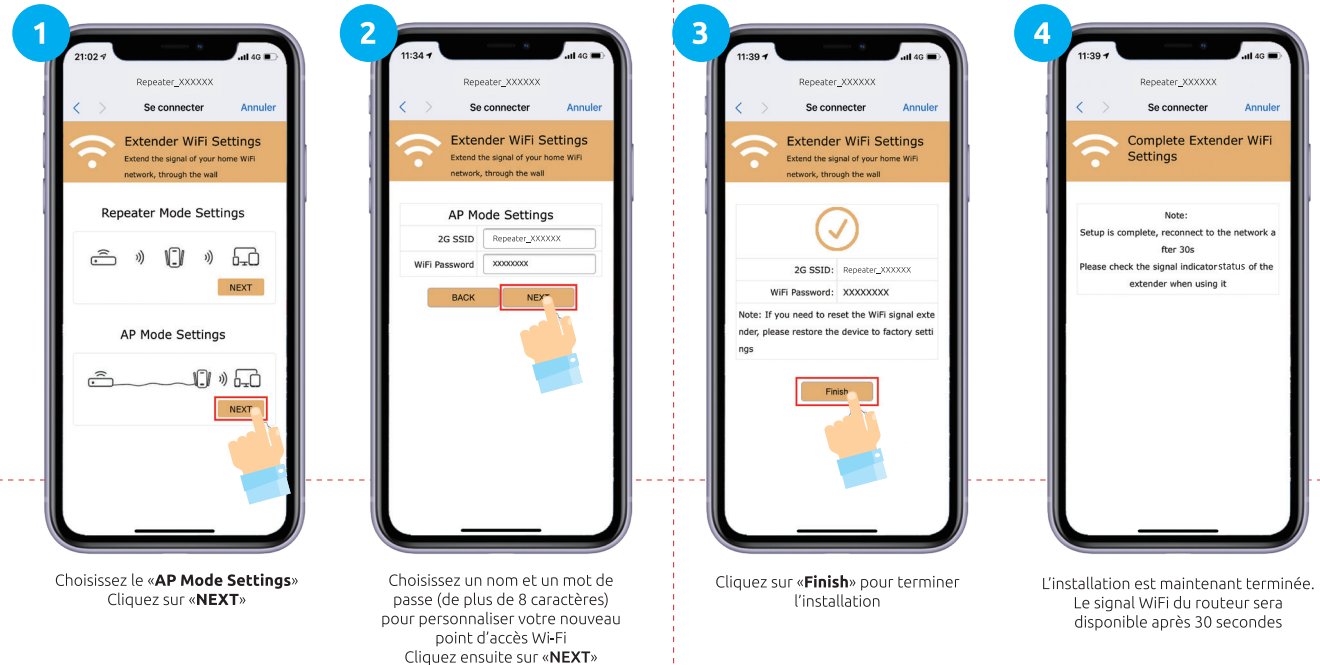 1
21:02
4G
Repeater_XXXXXX
Se connecter
Annuler
Extender WiFi Settings
Extend the signal of your home WiFi
network, through the wall
Repeater Mode Settings
NEXT
AP Mode Settings
NEXT
Choisissez le «AP Mode Settings»
Cliquez sur «NEXT»
2
11:34
4G
Repeater_XXXXXX
Se connecter
Annuler
Extender WiFi Settings
Extend the signal of your home WiFi
network, through the wall
AP Mode Settings
2G SSID
Repeater_XXXXXX
WiFi Password
XXXXXXXX
BACK
NEXT
Choisissez un nom et un mot de
passe (de plus de 8 caractères)
pour personnaliser votre nouveau
point d'accès Wi-Fi
Cliquez ensuite sur «NEXT»
3
11:39
4G
Repeater_XXXXXX
Se connecter
Annuler
Extender WiFi Settings
Extend the signal of your home WiFi
network, through the wall
2G SSID:
Repeater_XXXXXX
WiFi Password:
XXXXXXXX
Note: If you need to reset the WiFi signal exte
nder, please restore the device to factory setti
ngs
Finish
Cliquez sur «Finish» pour terminer
l'installation
4
11:39
4G
Repeater_XXXXXX
Se connecter
Annuler
Complete Extender WiFi
Settings
Note:
Setup is complete, reconnect to the network a
fter 30s
Please check the signal indicator status of the
extender when using it
L'installation est maintenant terminée.
Le signal WiFi du routeur sera
disponible après 30 secondes